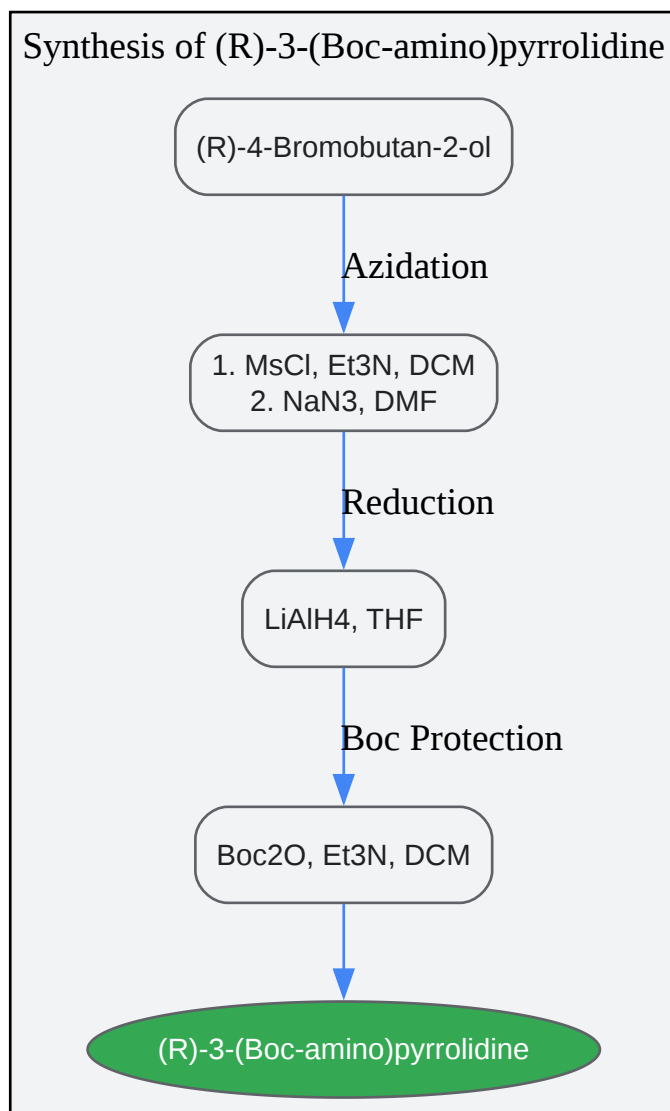 Synthesis of (R)-3-(Boc-amino)pyrrolidine
(R)-4-Bromobutan-2-ol
Azidation
1. MsCl, Et3N, DCM
2. NaN3, DMF
Reduction
LiAlH4, THF
Boc Protection
Boc2O, Et3N, DCM
(R)-3-(Boc-amino)pyrrolidine